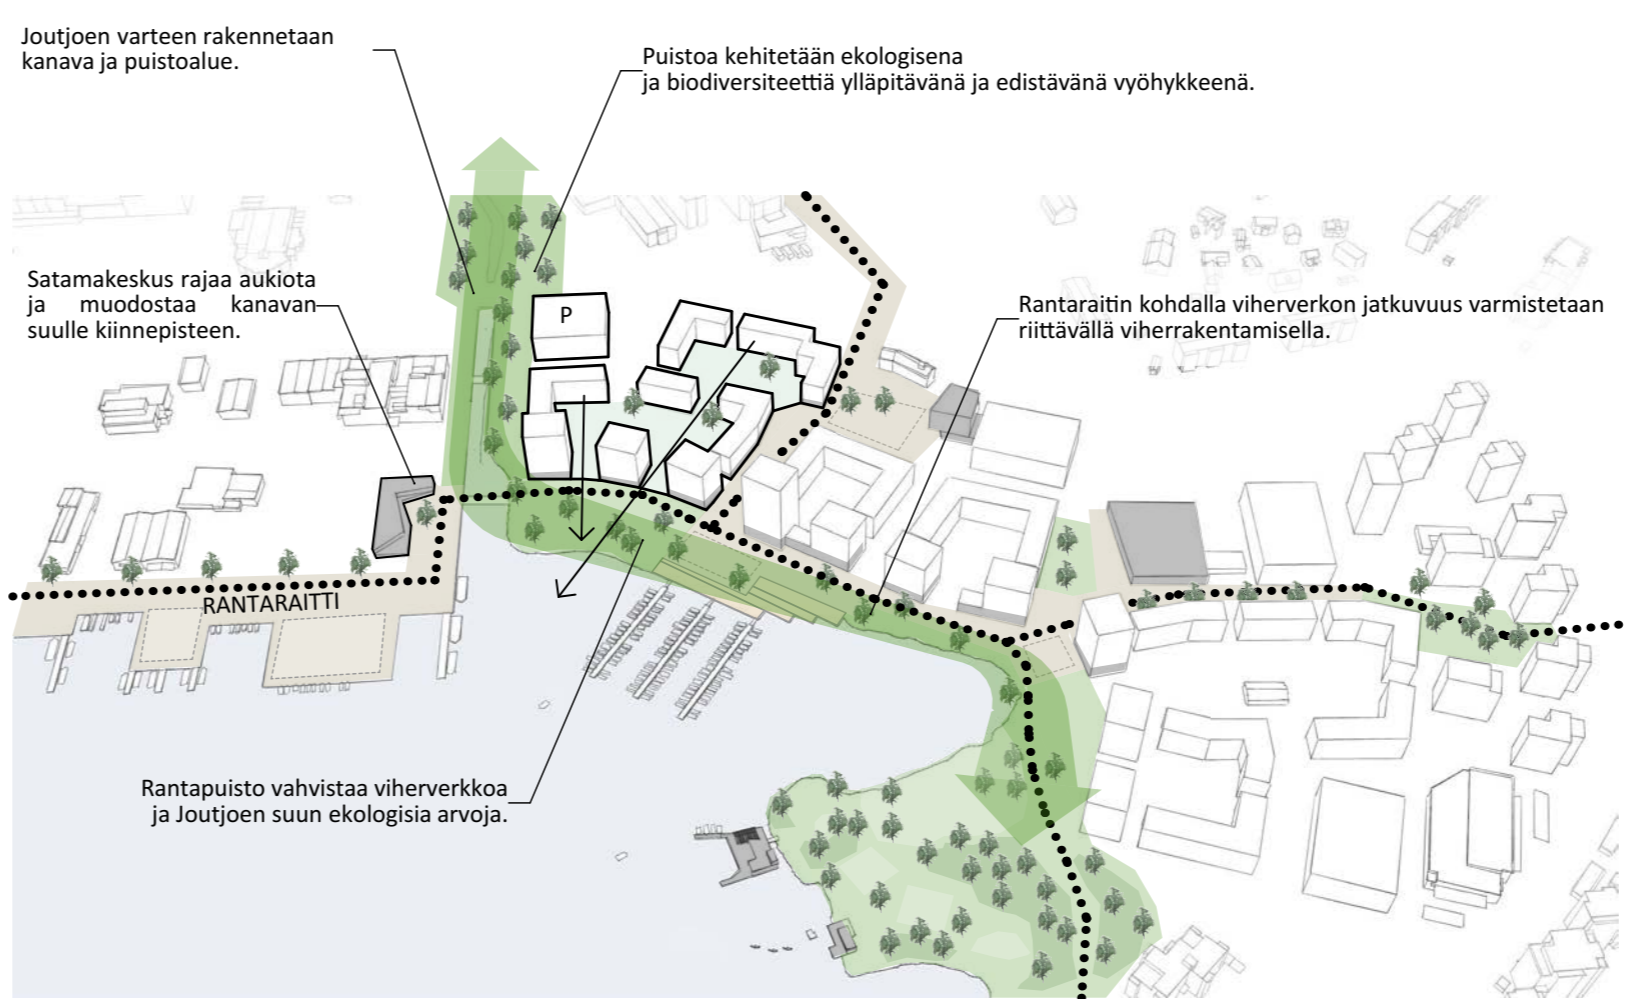 Joutjoen varteen rakennetaan
kanava ja puistoalue.
Puistoa kehitetään ekologisena
ja biodiversiteettiä ylläpitävänä ja edistävänä vyöhykkeenä.
Satamakeskus rajaa aukiota
ja muodostaa kanavan
suulle kiinnepisteen.
P
Rantaraitin kohdalla viherverkon jatkuvuus varmistetaan
riittävällä viherrakentamisella.
RANTARAITTI
Rantapuisto vahvistaa viherverkkoa
ja Joutjoen suun ekologisia arvoja.